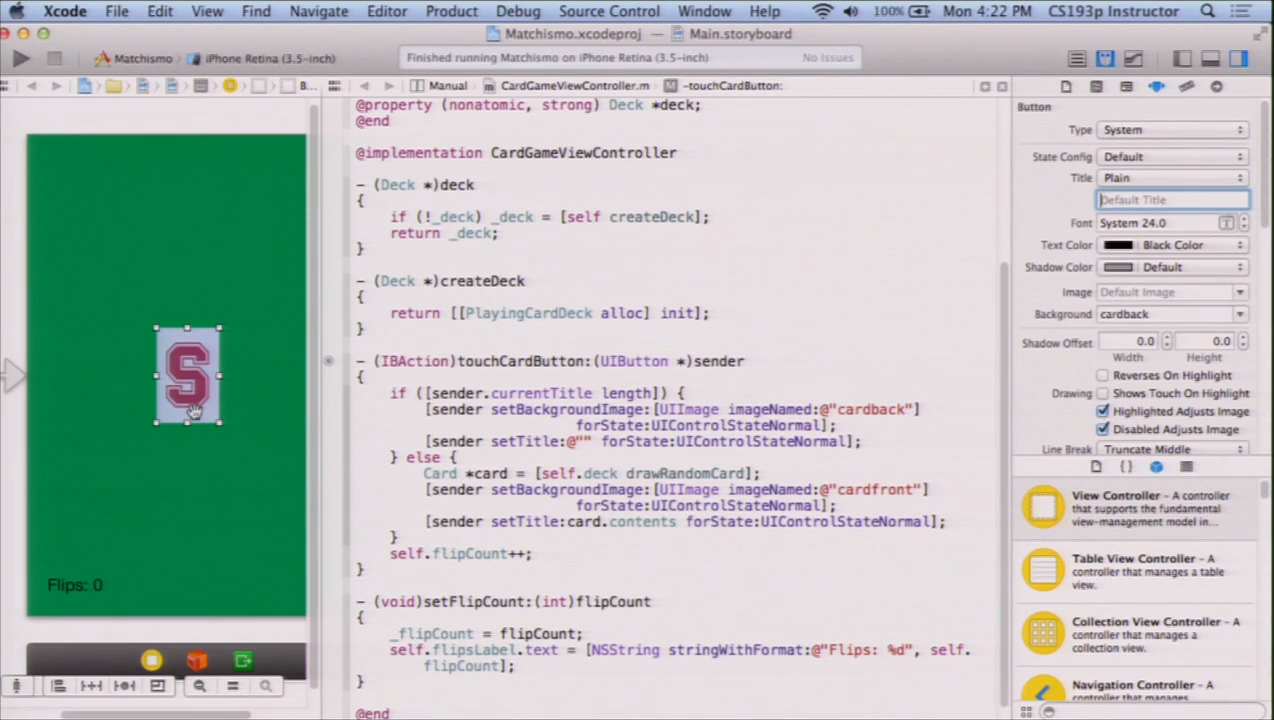 Xcode File Edit View Find Navigate Editor Product Debug Source Control Window Help 100% Mon 4:22 PM CS193p Instructor
Matchismo.xcodeproj — Main.storyboard
Matchismo iPhone Retina (3.5-inch) Finished running Matchismo on iPhone Retina (3.5-inch) No Issues
B... Manual CardGameViewController.m M -touchCardButton:
@property (nonatomic, strong) Deck *deck;
@end
@implementation CardGameViewController
- (Deck *)deck
{
if (!_deck) _deck = [self createDeck];
return _deck;
}
- (Deck *)createDeck
{
return [[PlayingCardDeck alloc] init];
}
- (IBAction)touchCardButton:(UIButton *)sender
{
if ([sender.currentTitle length]) {
[sender setBackgroundImage:[UIImage imageNamed:@"cardback"]
forState:UIControlStateNormal];
[sender setTitle:@"" forState:UIControlStateNormal];
} else {
Card *card = [self.deck drawRandomCard];
[sender setBackgroundImage:[UIImage imageNamed:@"cardfront"]
forState:UIControlStateNormal];
[sender setTitle:card.contents forState:UIControlStateNormal];
}
self.flipCount++;
}
- (void)setFlipCount:(int)flipCount
{
_flipCount = flipCount;
self.flipsLabel.text = [NSString stringWithFormat:@"Flips: %d", self.
flipCount];
}
@end
S
Flips: 0
Button
Type System
State Config Default
Title Plain
Default Title
Font System 24.0 T
Text Color Black Color
Shadow Color Default
Image Default Image
Background cardback
Shadow Offset 0.0 0.0
Width Height
Reverses On Highlight
Drawing Shows Touch On Highlight
Highlighted Adjusts Image
Disabled Adjusts Image
Line Break Truncate Middle
View Controller - A controller
that supports the fundamental
view-management model in...
Table View Controller - A
controller that manages a table
view.
Collection View Controller - A
controller that manages a
collection view.
Navigation Controller - A
controller that manages